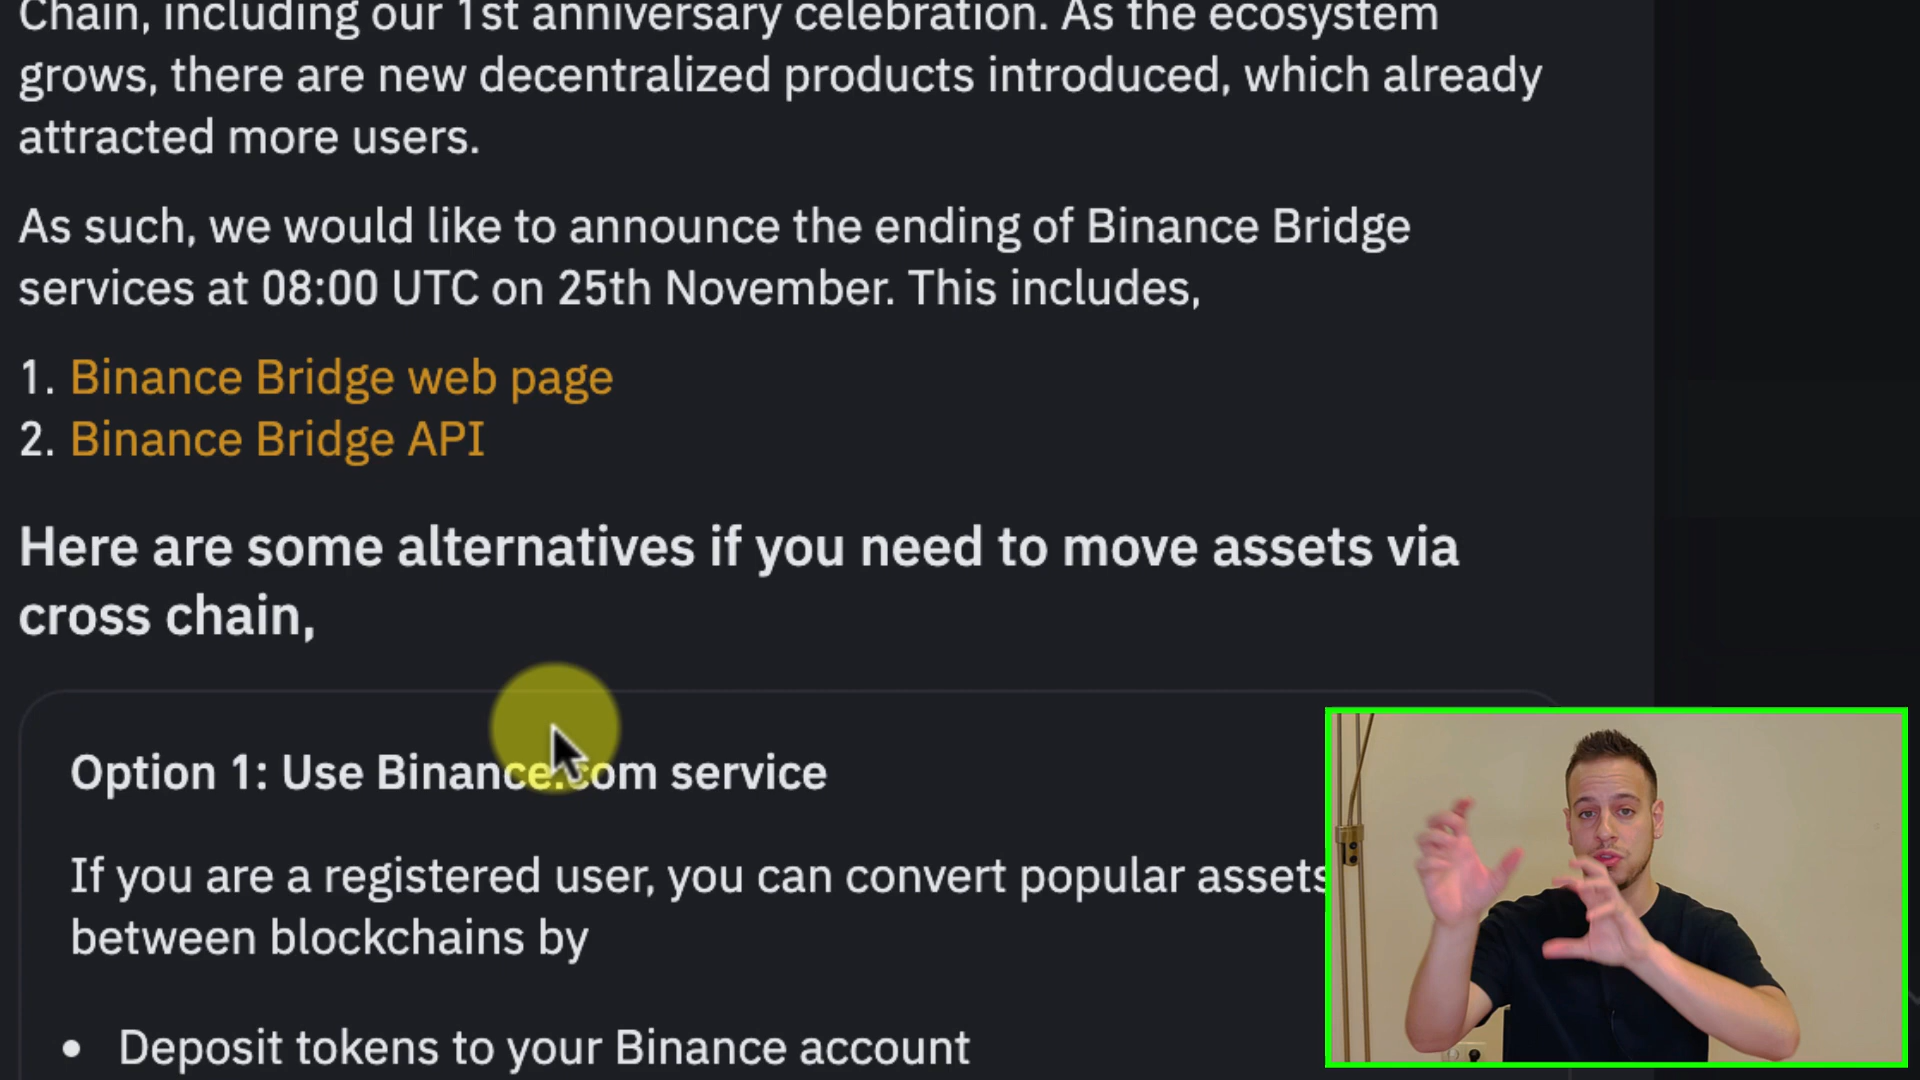 Chain, including our 1st anniversary celebration. As the ecosystem
grows, there are new decentralized products introduced, which already
attracted more users.
As such, we would like to announce the ending of Binance Bridge
services at 08:00 UTC on 25th November. This includes,
1. Binance Bridge web page
2. Binance Bridge API
Here are some alternatives if you need to move assets via
cross chain,
Option 1: Use Binance.com service
If you are a registered user, you can convert popular assets
between blockchains by
• Deposit tokens to your Binance account